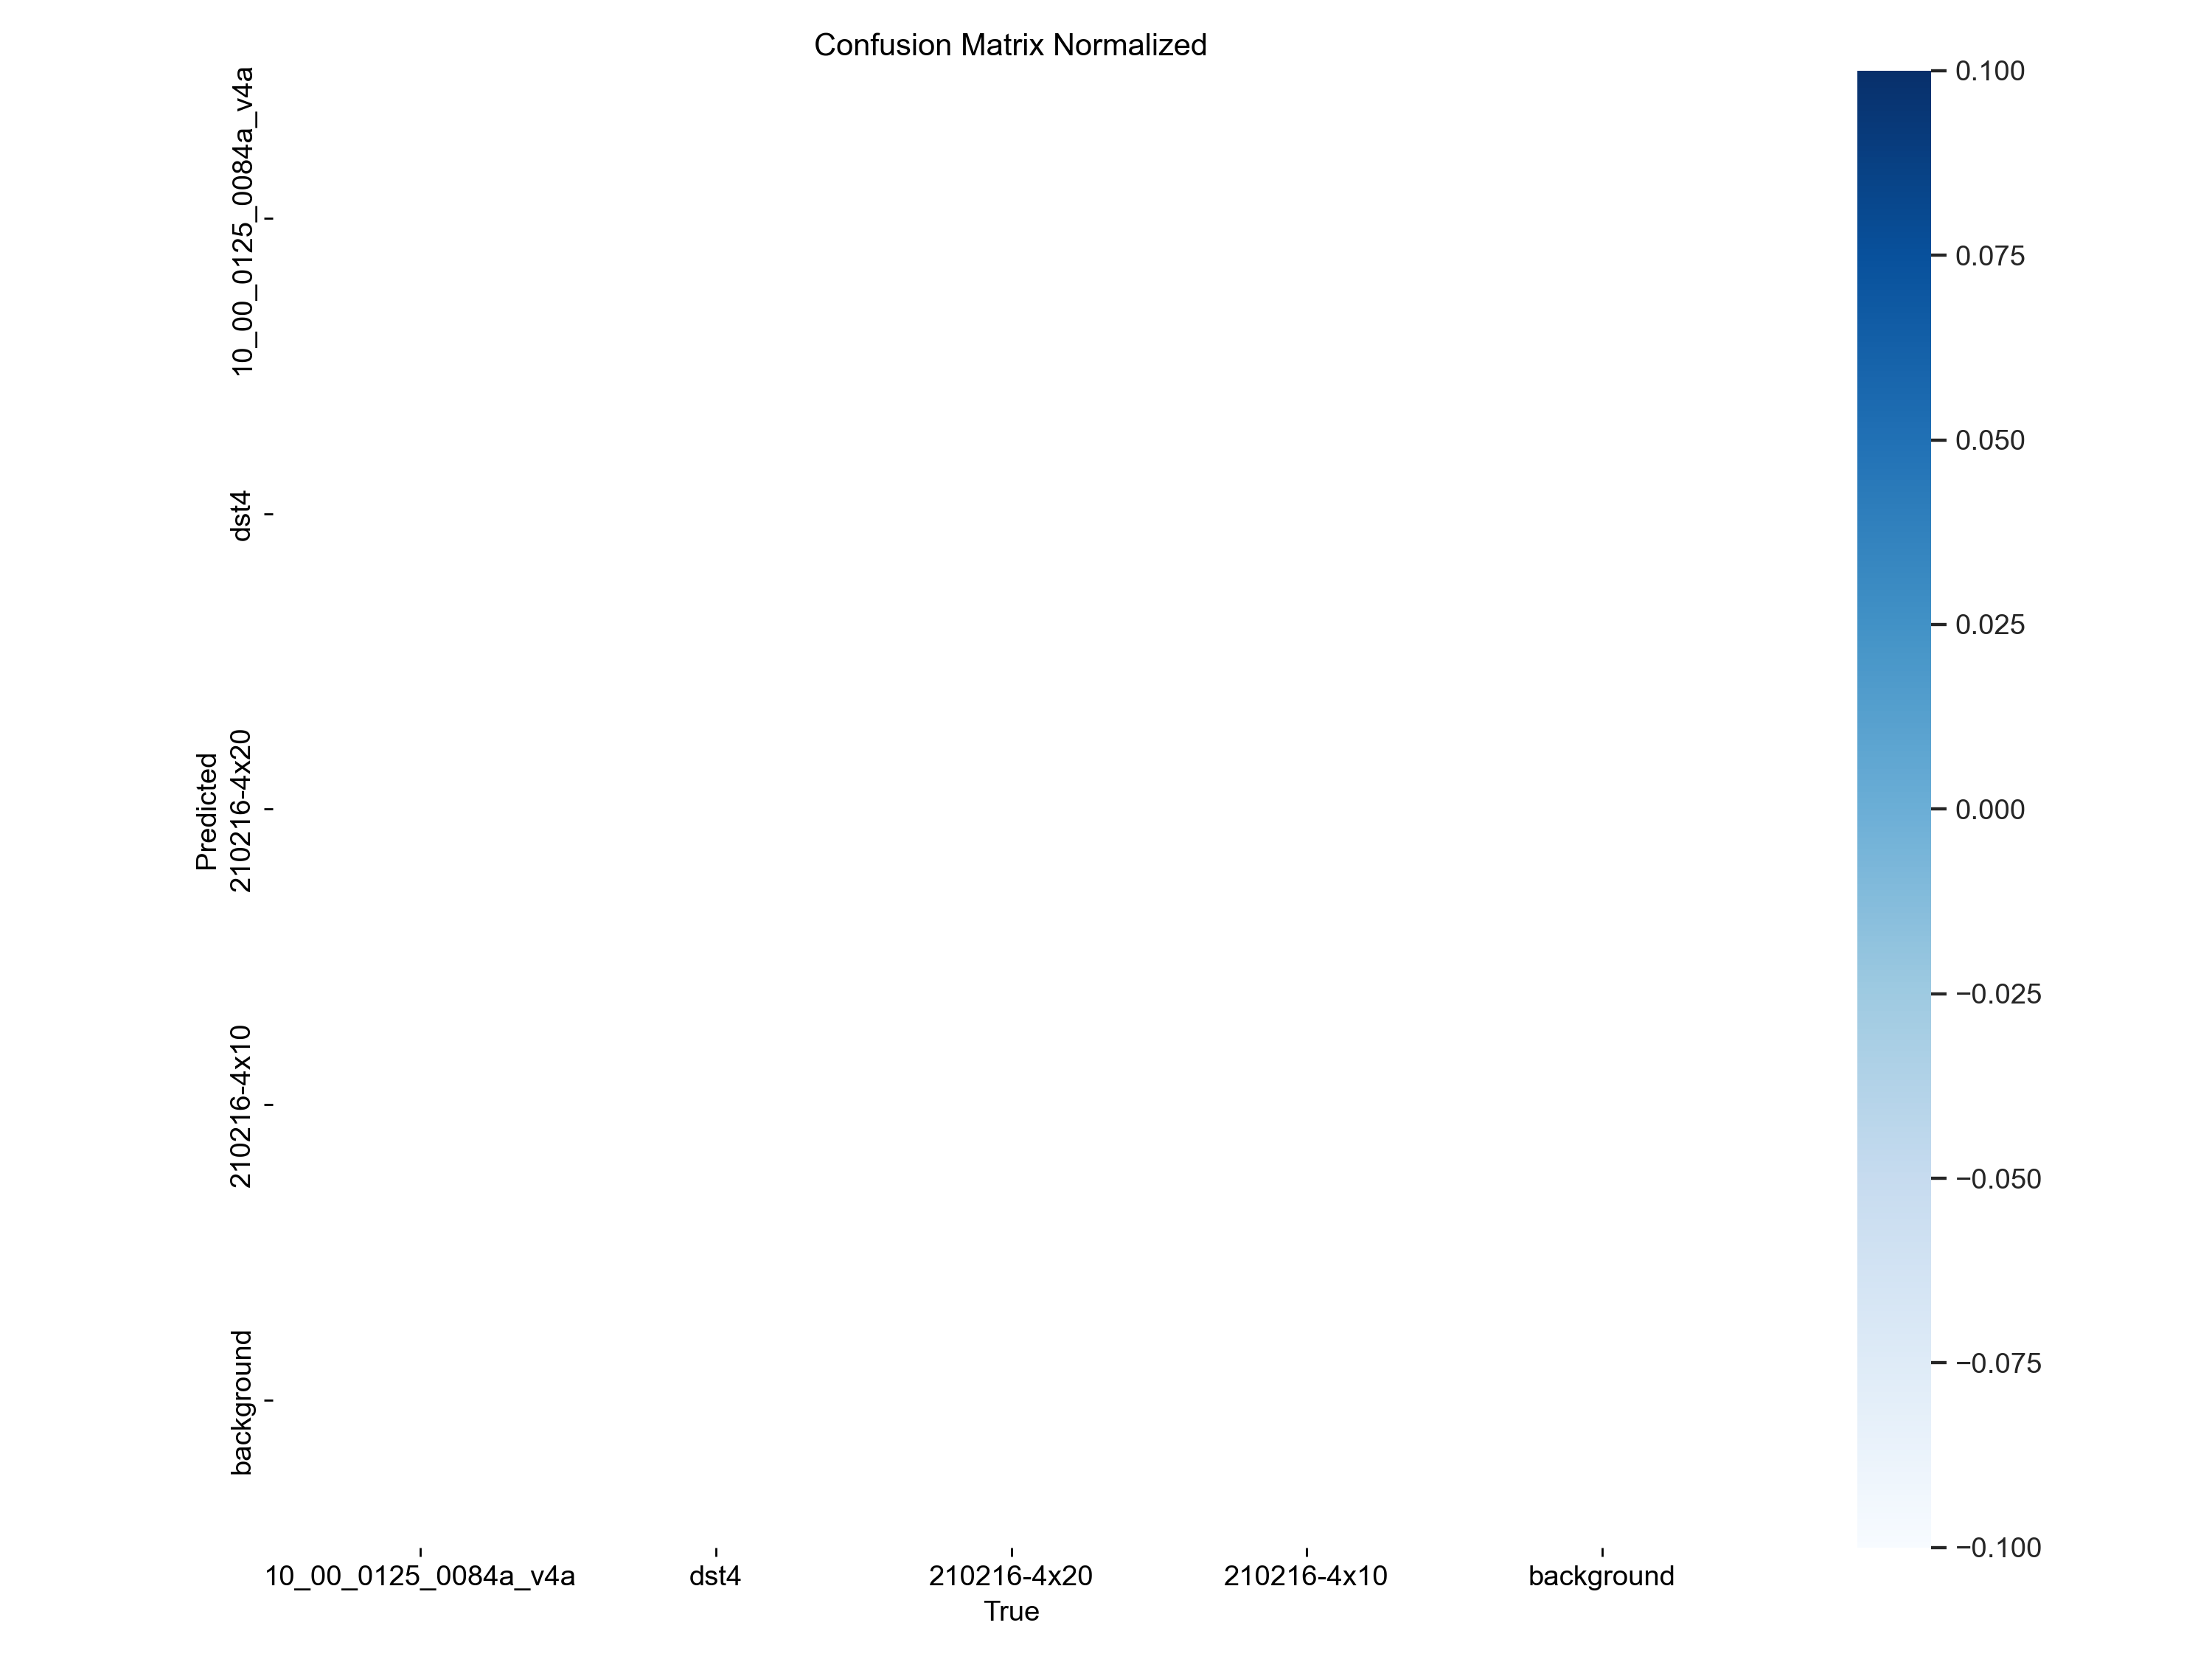 Confusion Matrix Normalized
Predicted
10_00_0125_0084a_v4a
dst4
210216-4x20
210216-4x10
background
10_00_0125_0084a_v4a
dst4
210216-4x20
210216-4x10
background
True
0.100
0.075
0.050
0.025
0.000
−0.025
−0.050
−0.075
−0.100